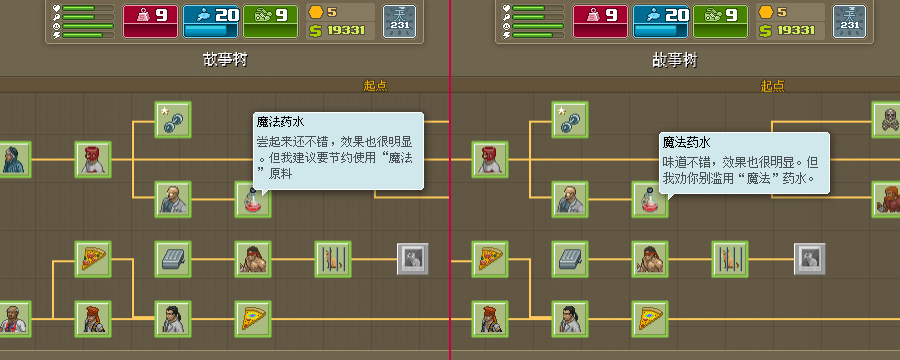 9
20
9
5
$ 19331
231
故事树
起点
魔法药水
尝起来还不错，效果也很明显
。但我建议要节约使用“魔法
”原料
9
20
9
5
$ 19331
231
故事树
起点
魔法药水
味道不错，效果也很明显。但
我劝你别滥用“魔法”药水。